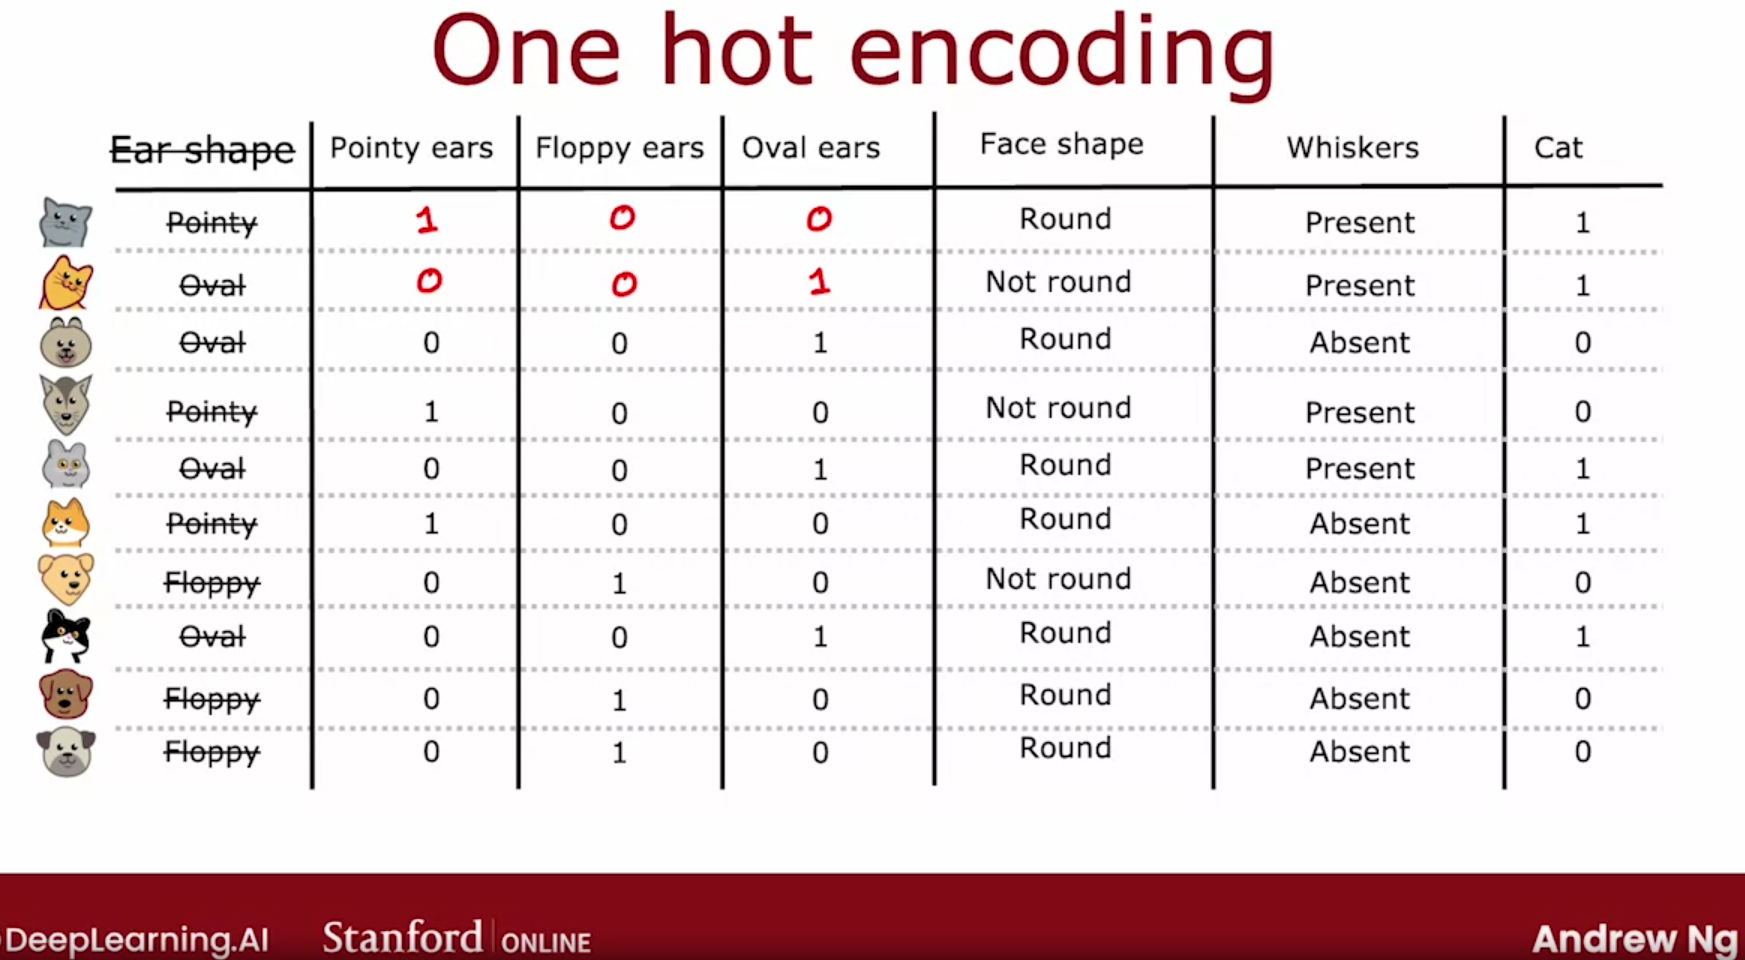 One hot encoding
Ear shape Pointy ears Floppy ears Oval ears Face shape Whiskers Cat
Pointy 1 0 0 Round Present 1
Oval 0 0 1 Not round Present 1
Oval 0 0 1 Round Absent 0
Pointy 1 0 0 Not round Present 0
Oval 0 0 1 Round Present 1
Pointy 1 0 0 Round Absent 1
Floppy 0 1 0 Not round Absent 0
Oval 0 0 1 Round Absent 1
Floppy 0 1 0 Round Absent 0
Floppy 0 1 0 Round Absent 0
DeepLearning.AI Stanford ONLINE Andrew Ng